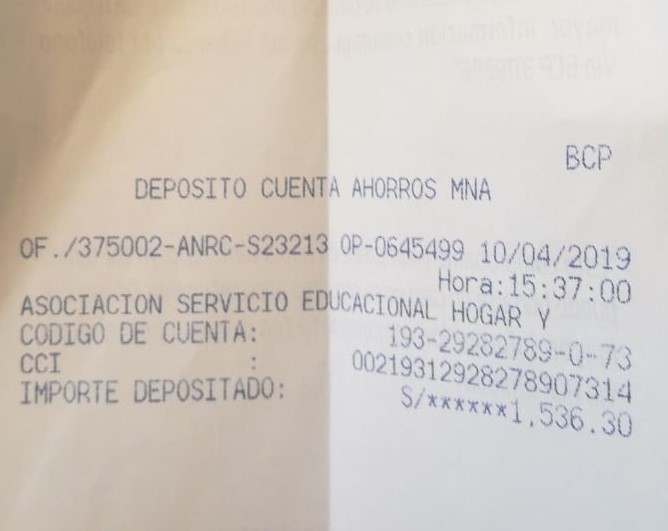 BCP
DEPOSITO CUENTA AHORROS MNA
OF./375002-ANRC-S23213 OP-0645499 10/04/2019
Hora:15:37:00
ASOCIACION SERVICIO EDUCACIONAL HOGAR Y
CODIGO DE CUENTA: 193-29282789-0-73
CCI : 00219312928278907314
IMPORTE DEPOSITADO: S/******1,536.30